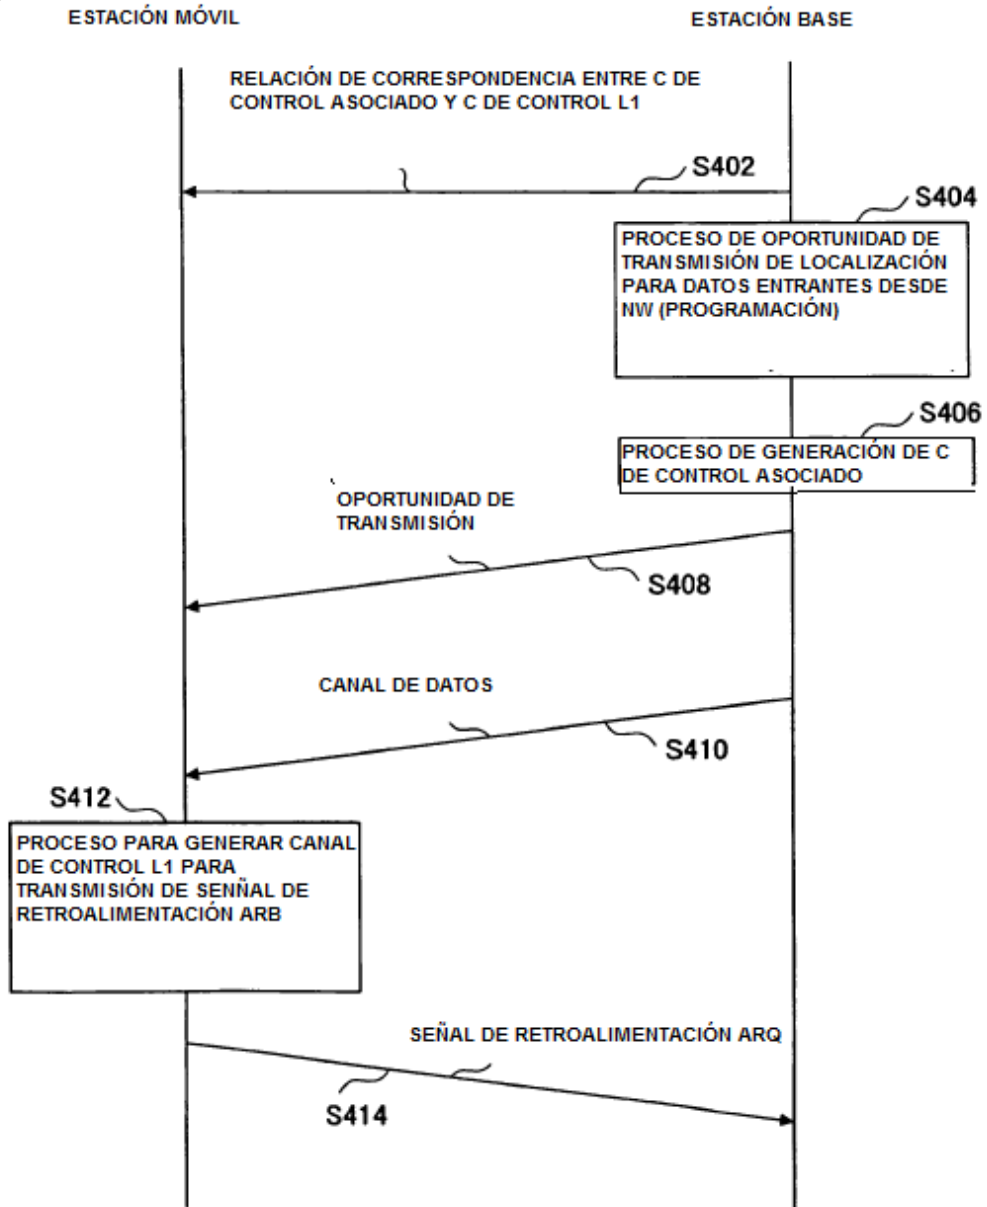 ESTACIÓN MÓVIL
ESTACIÓN BASE
RELACIÓN DE CORRESPONDENCIA ENTRE C DE
CONTROL ASOCIADO Y C DE CONTROL L1
S402
S404
PROCESO DE OPORTUNIDAD DE
TRANSMISIÓN DE LOCALIZACIÓN
PARA DATOS ENTRANTES DESDE
NW (PROGRAMACIÓN)
S406
PROCESO DE GENERACIÓN DE C
DE CONTROL ASOCIADO
OPORTUNIDAD DE
TRANSMISIÓN
S408
CANAL DE DATOS
S410
S412
PROCESO PARA GENERAR CANAL
DE CONTROL L1 PARA
TRANSMISIÓN DE SENÑAL DE
RETROALIMENTACIÓN ARB
SEÑAL DE RETROALIMENTACIÓN ARQ
S414